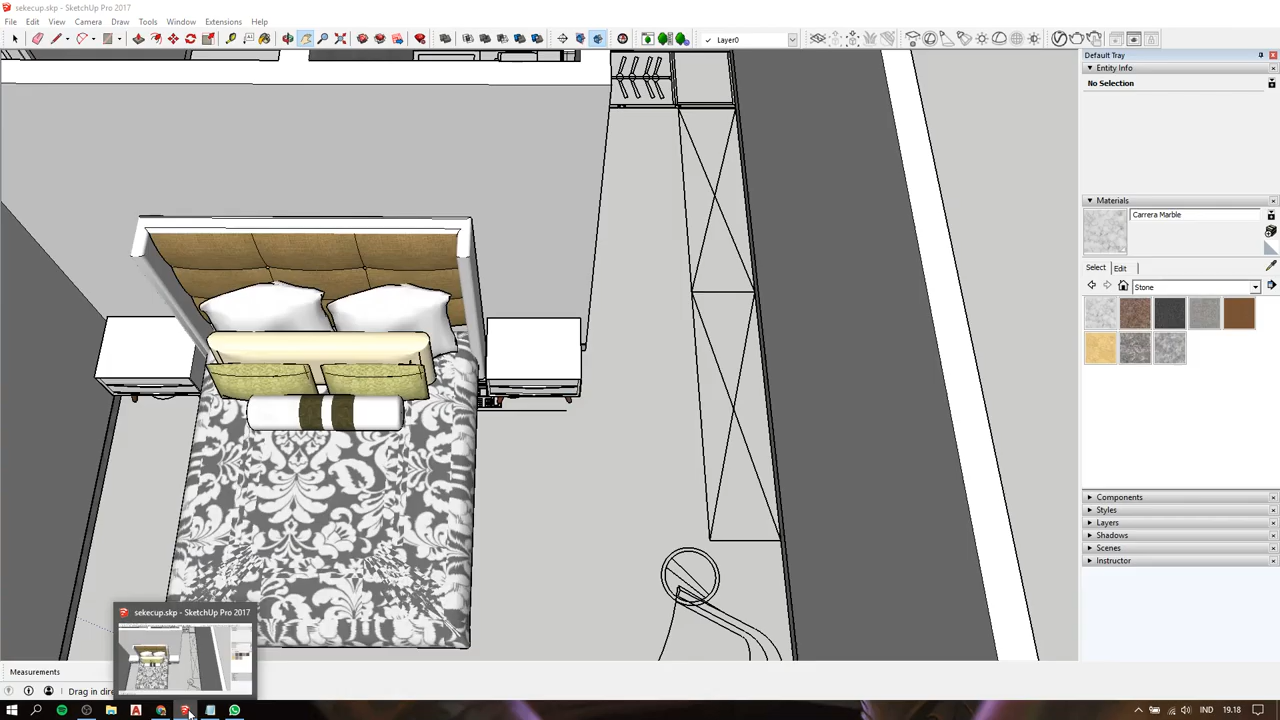 sekecup.skp - SketchUp Pro 2017
File Edit View Camera Draw Tools Window Extensions Help
Layer0
Default Tray
Entity Info
No Selection
Materials
Carrera Marble
Select Edit
Stone
Components
Styles
Layers
Shadows
Scenes
Instructor
sekecup.skp - SketchUp Pro 2017
Measurements
Drag in dire
IND 19.18